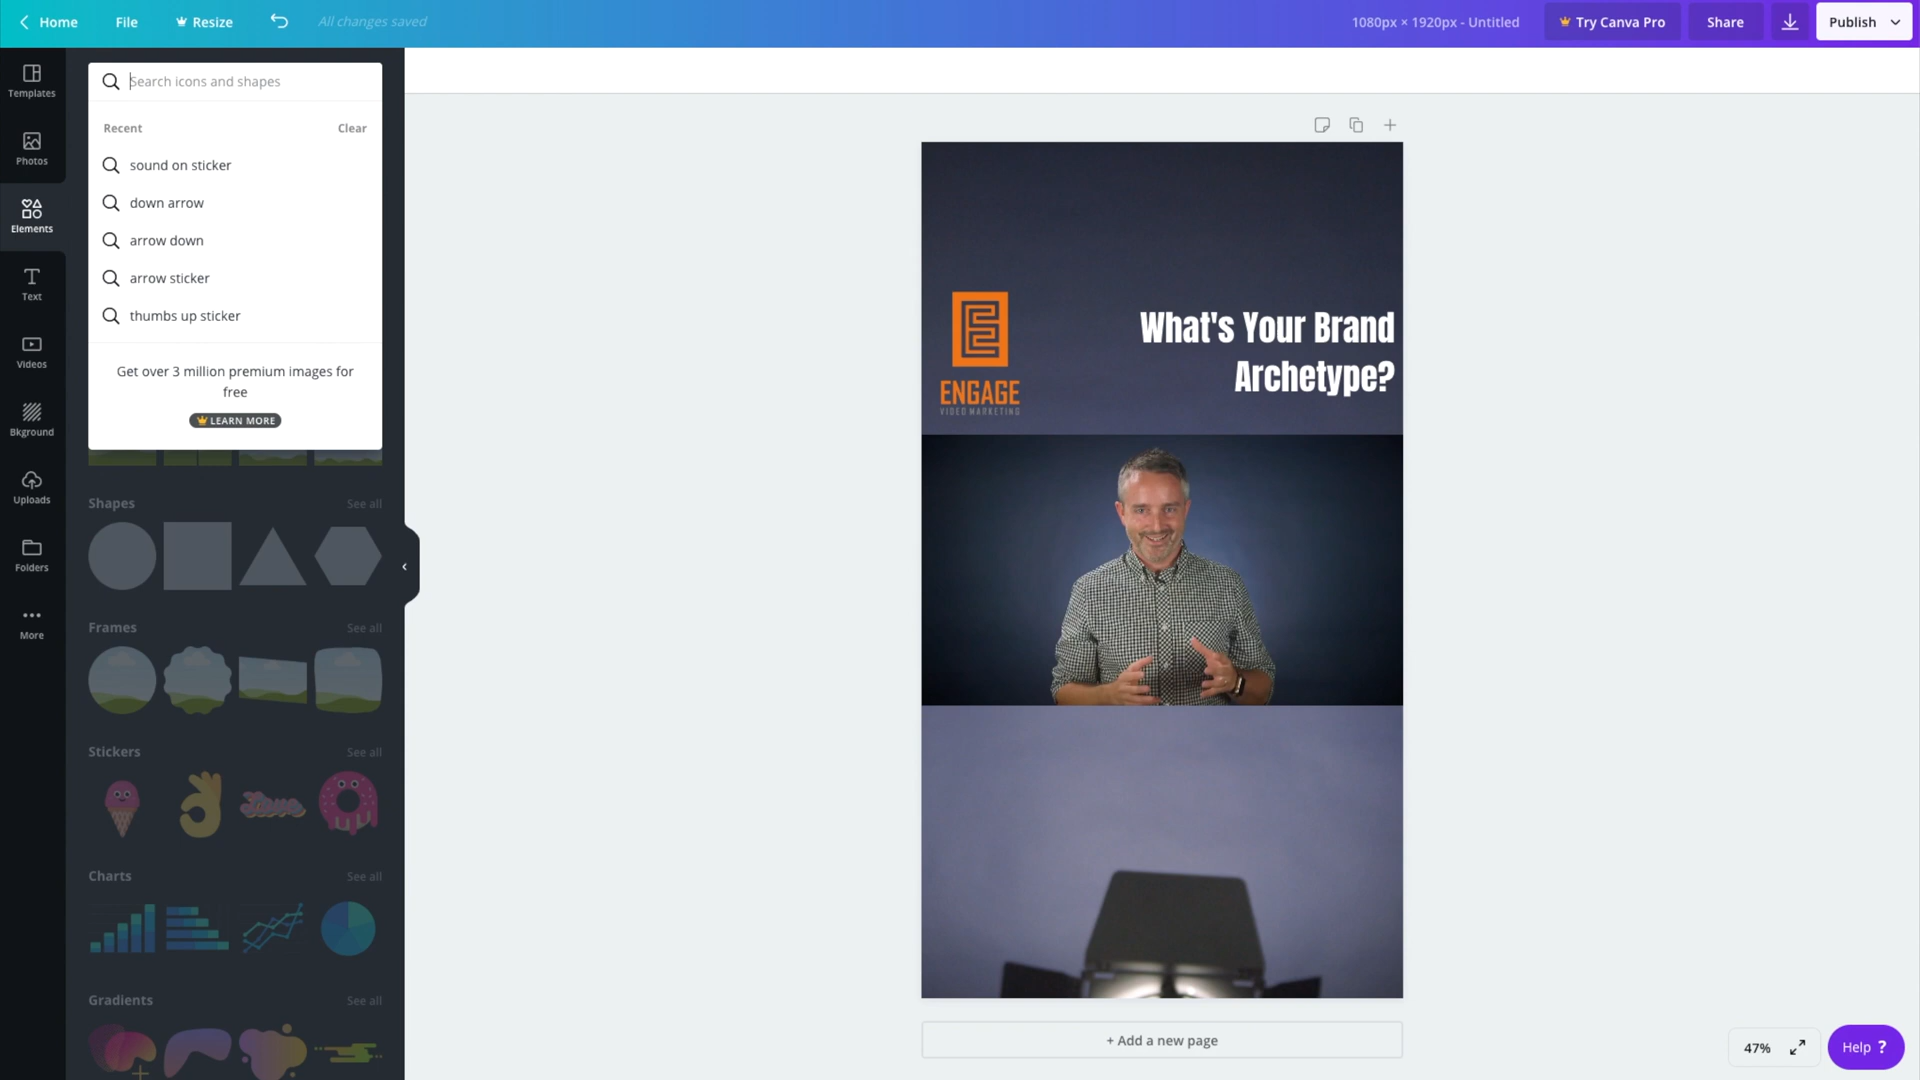 Home
File
Resize
All changes saved
1080px × 1920px - Untitled
Try Canva Pro
Share
Publish
Templates
Photos
Elements
Text
Videos
Bkground
Uploads
Folders
More
Search icons and shapes
Recent
Clear
sound on sticker
down arrow
arrow down
arrow sticker
thumbs up sticker
Get over 3 million premium images for
free
LEARN MORE
Shapes
See all
Frames
See all
Stickers
See all
Love
Charts
See all
Gradients
See all
What's Your Brand
Archetype?
ENGAGE
VIDEO MARKETING
+ Add a new page
47%
Help ?